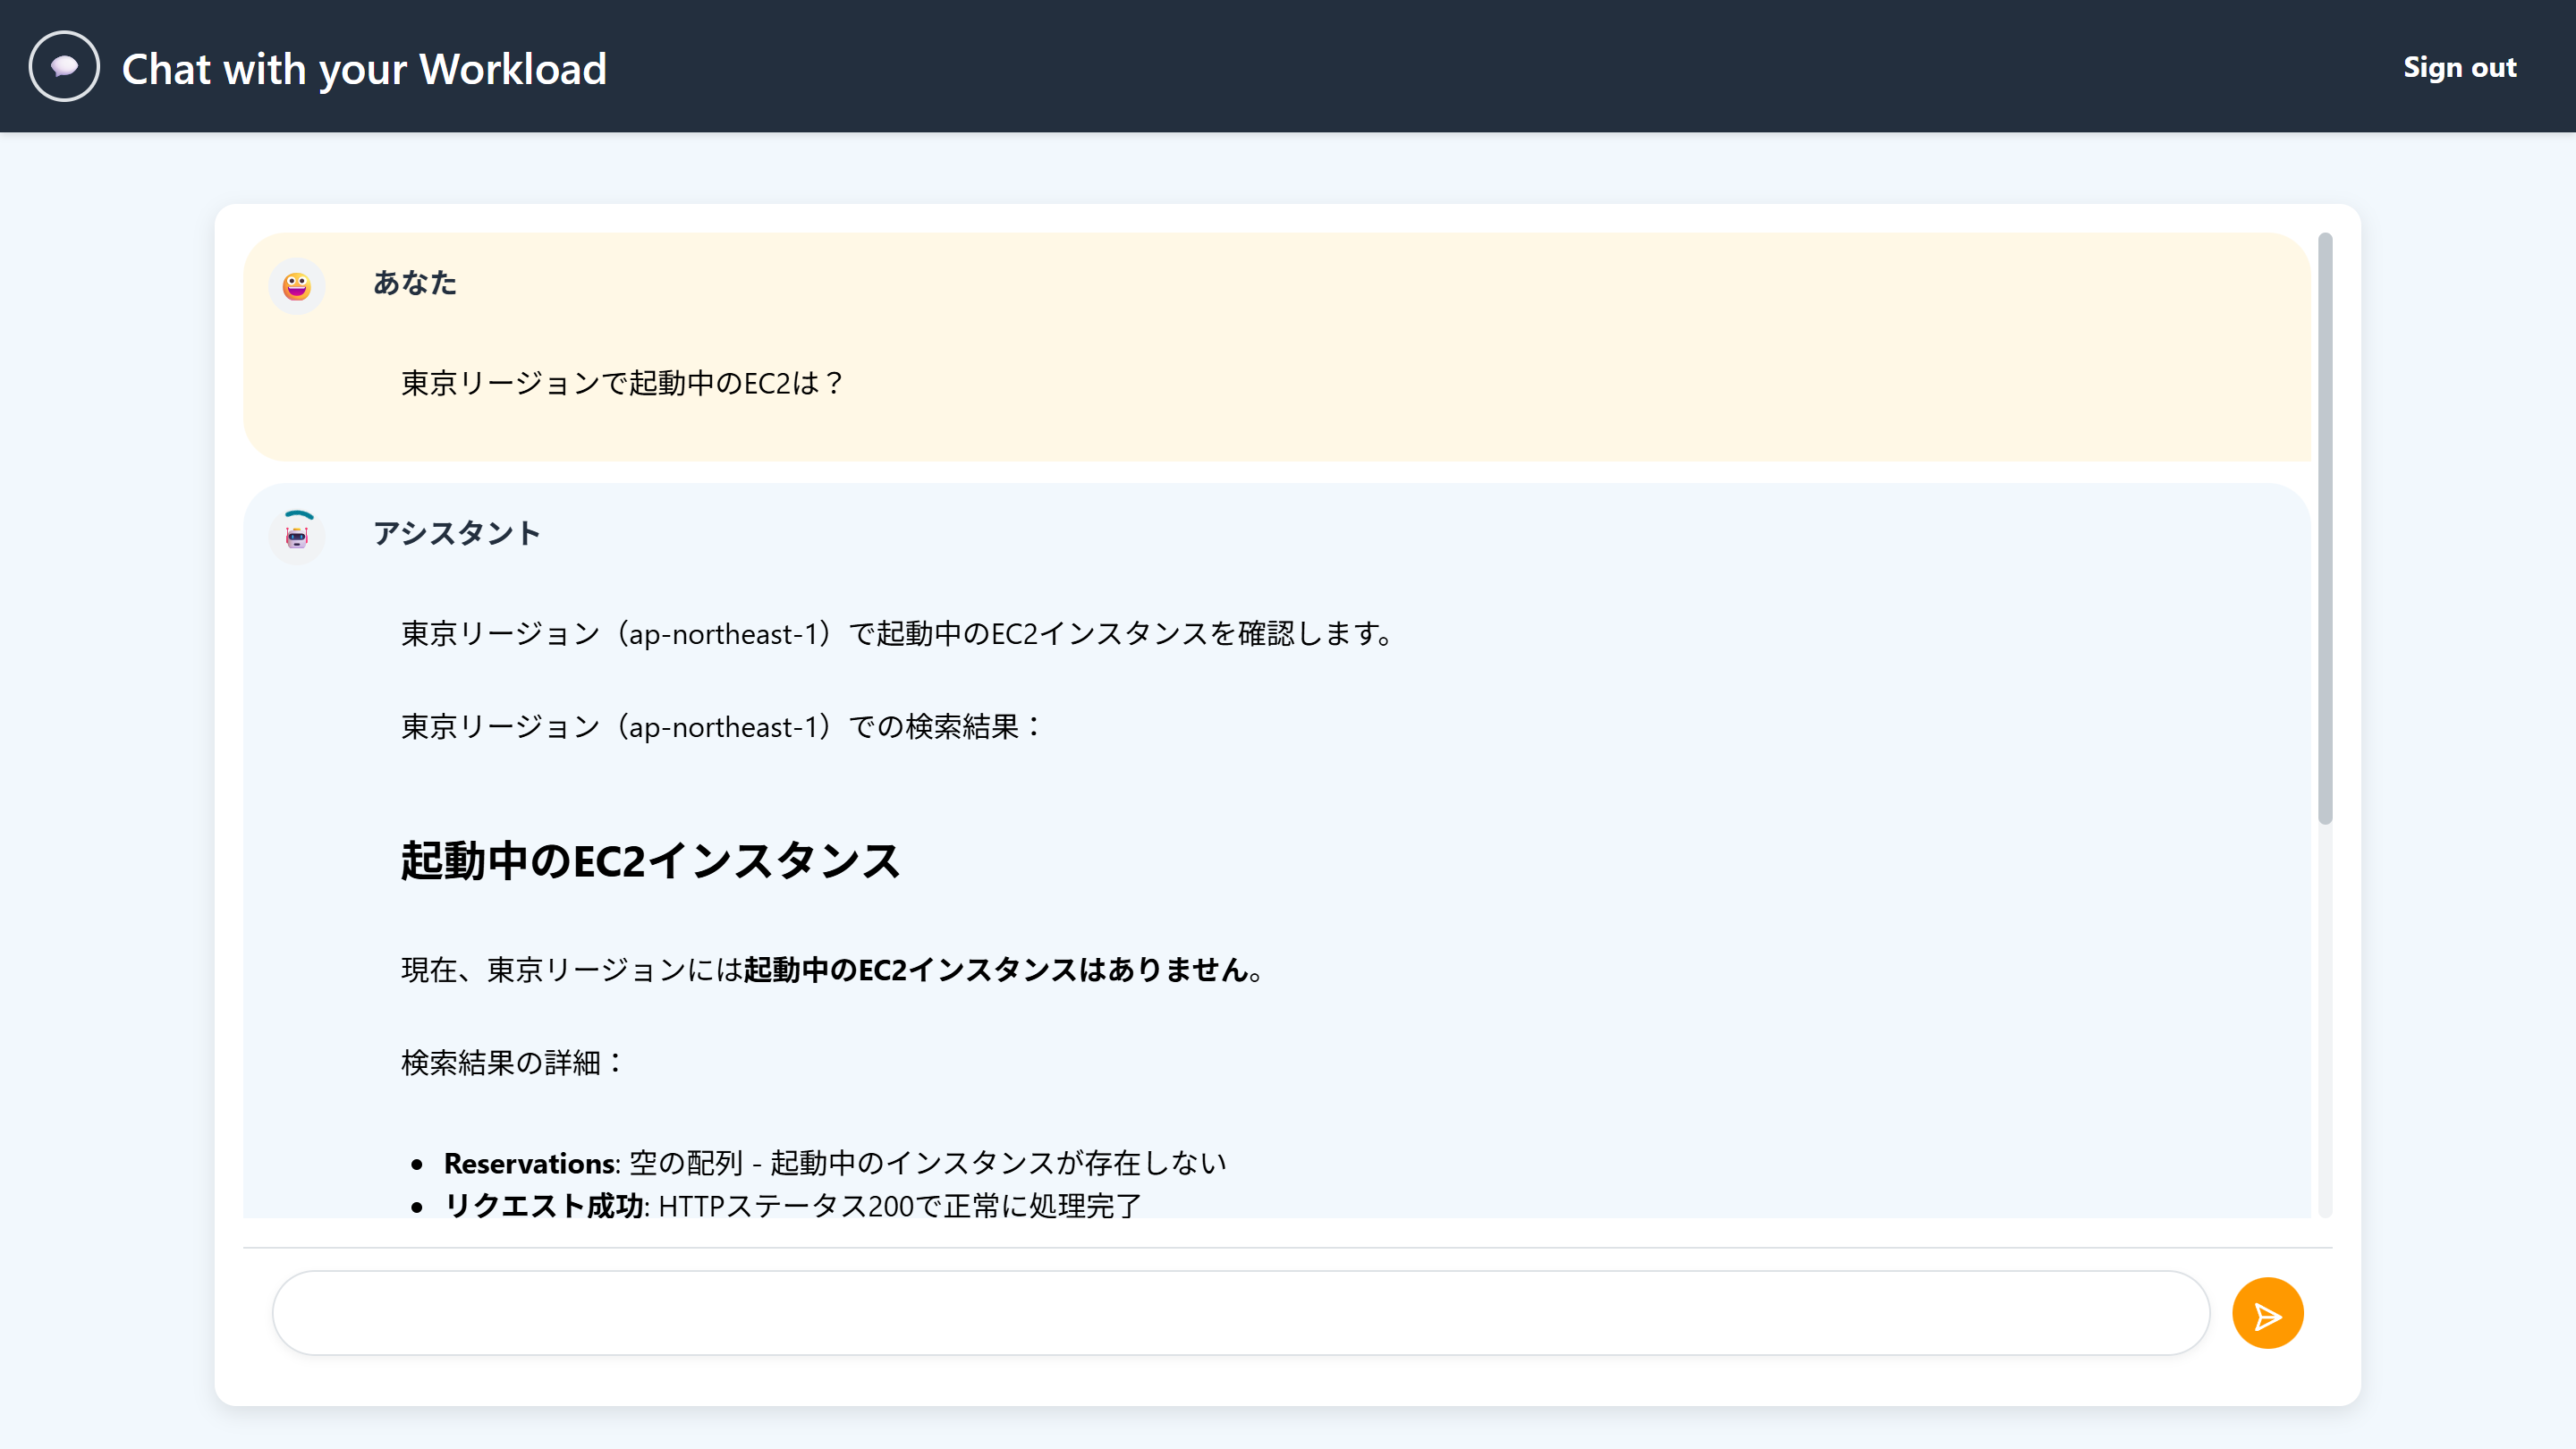 Chat with your Workload
Sign out
あなた
東京リージョンで起動中のEC2は？
アシスタント
東京リージョン（ap-northeast-1）で起動中のEC2インスタンスを確認します。
東京リージョン（ap-northeast-1）での検索結果：
起動中のEC2インスタンス
現在、東京リージョンには起動中のEC2インスタンスはありません。
検索結果の詳細：
• Reservations: 空の配列 - 起動中のインスタンスが存在しない
• リクエスト成功: HTTPステータス200で正常に処理完了